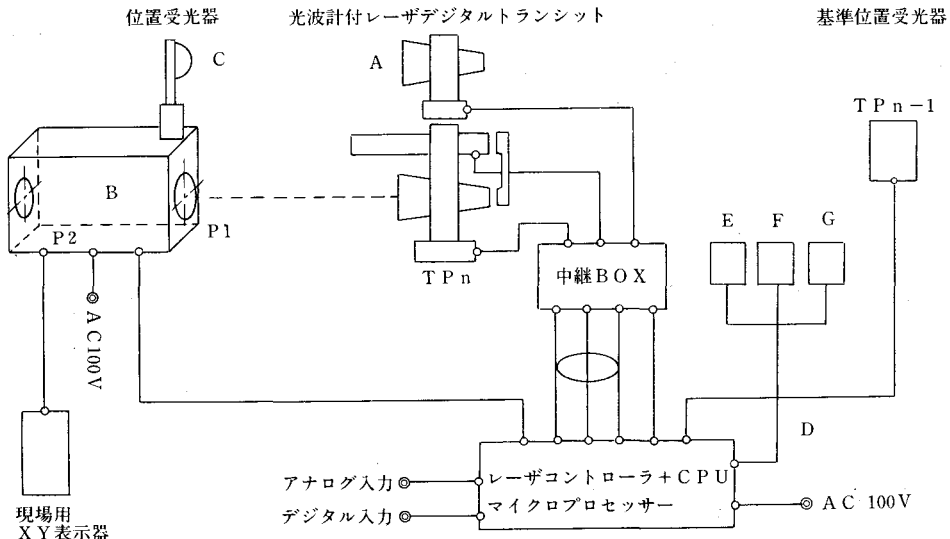 位置受光器
光波計付レーザデジタルトランシット
基準位置受光器
C
A
TPn-1
B
P2
P1
TPn
E F G
中継BOX
AC100V
D
アナログ入力
デジタル入力
レーザコントローラ+CPU
マイクロプロセッサー
AC 100V
現場用
XY表示器